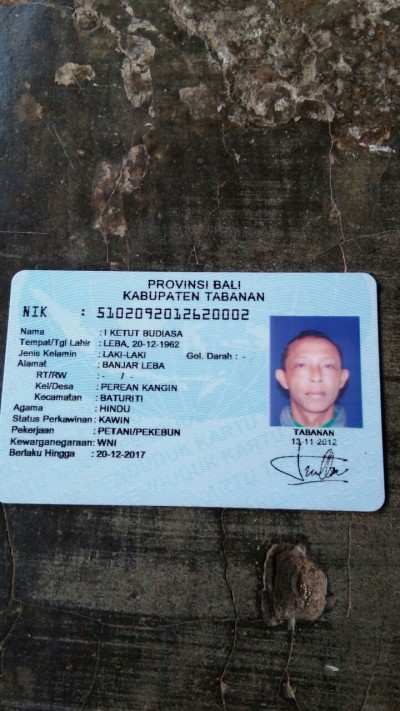 PROVINSI BALI
KABUPATEN TABANAN
NIK : 5102092012620002
Nama : I KETUT BUDIASA
Tempat/Tgl Lahir : LEBA, 20-12-1962
Jenis Kelamin : LAKI-LAKI Gol. Darah : -
Alamat : BANJAR LEBA
RT/RW : - / -
Kel/Desa : PEREAN KANGIN
Kecamatan : BATURITI
Agama : HINDU
Status Perkawinan : KAWIN
Pekerjaan : PETANI/PEKEBUN
Kewarganegaraan: WNI
Berlaku Hingga : 20-12-2017
TABANAN
13-11-2012